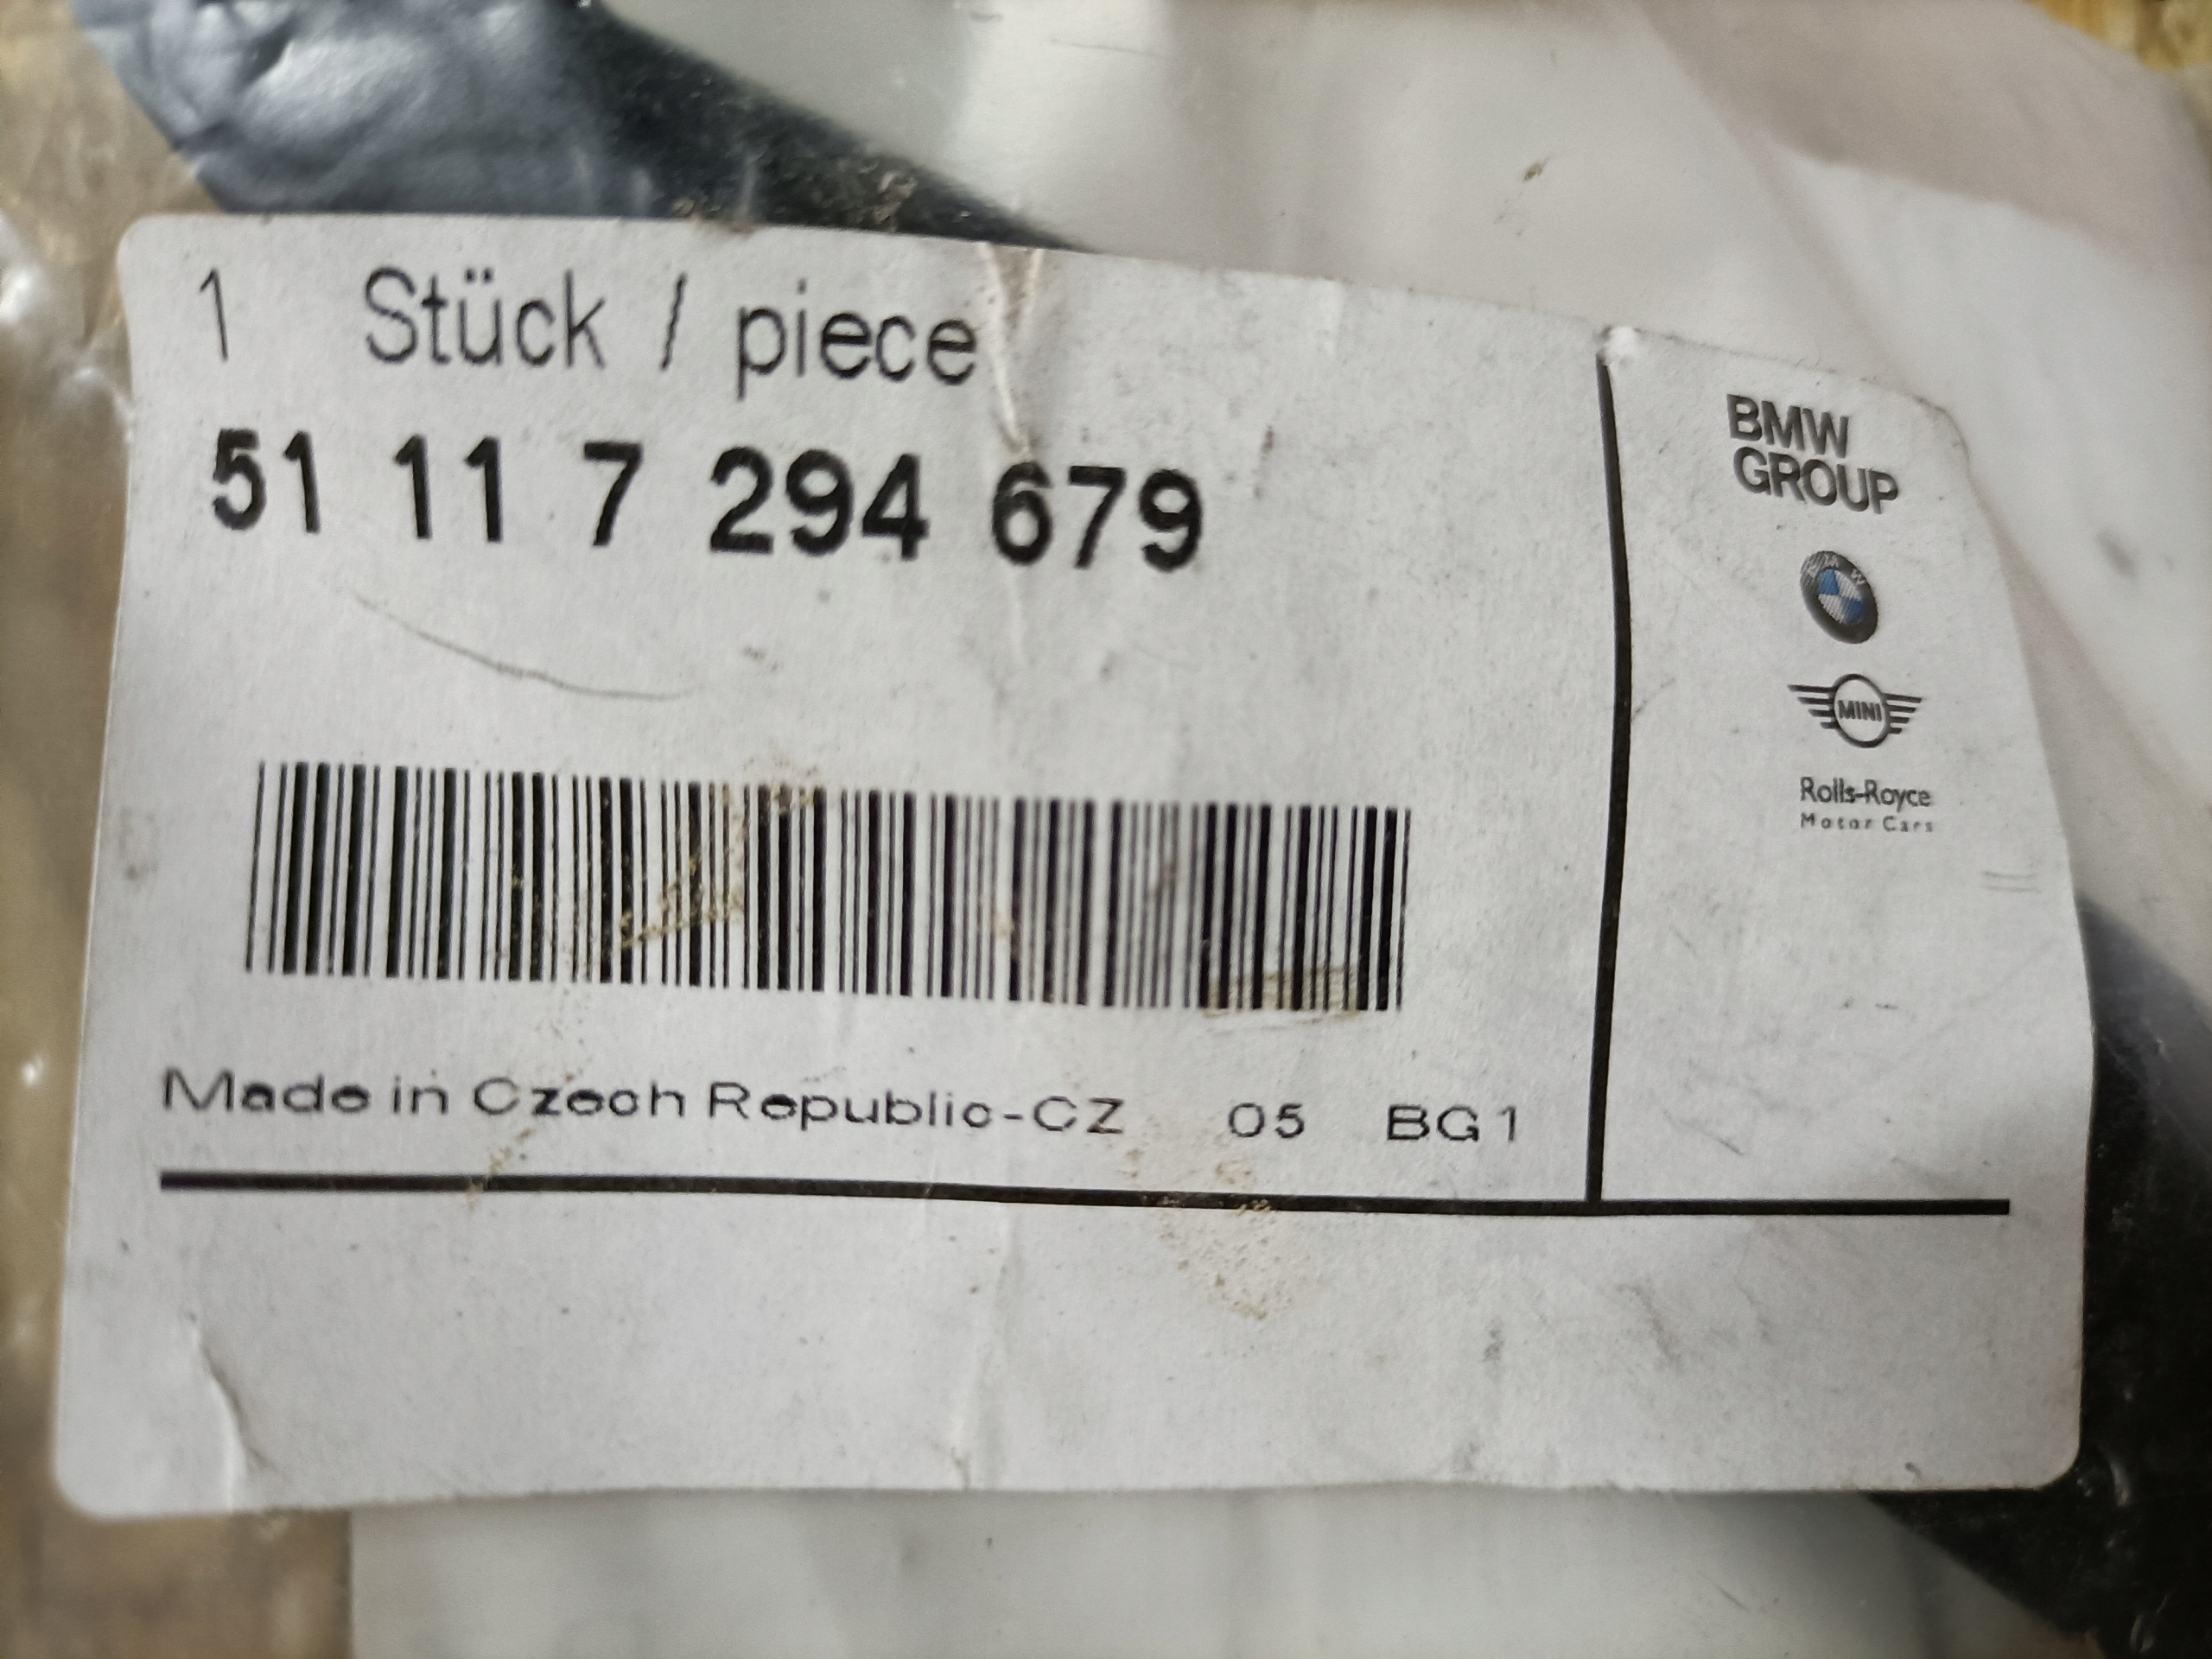 1 Stück / piece
51 11 7 294 679
Made in Czech Republic-CZ 05 BG1
BMW
GROUP
BMW
MINI
Rolls-Royce
Motor Cars